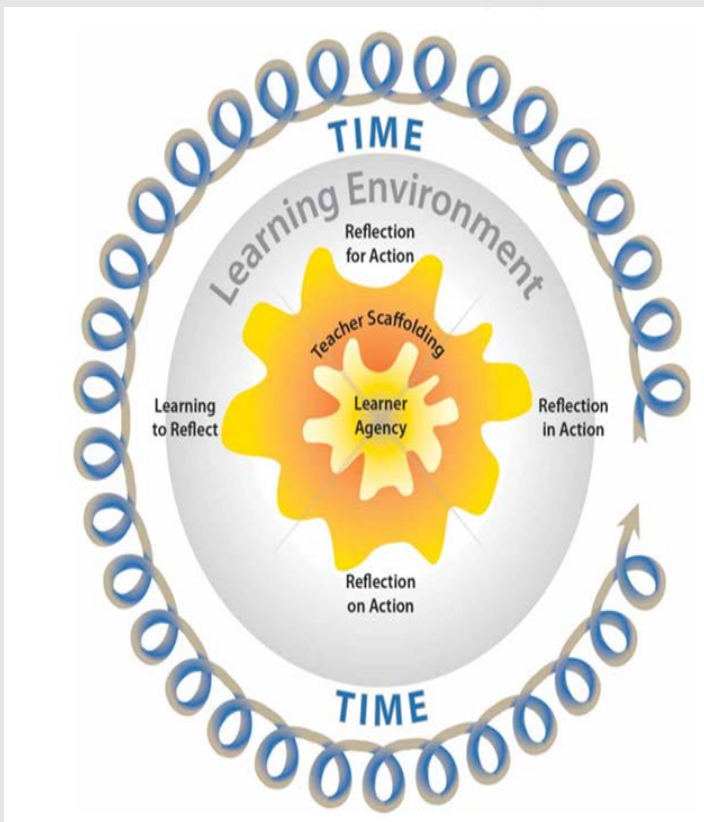 TIME
Learning Environment
Reflection
for Action
Teacher Scaffolding
Learner
Agency
Learning
to Reflect
Reflection
in Action
Reflection
on Action
TIME